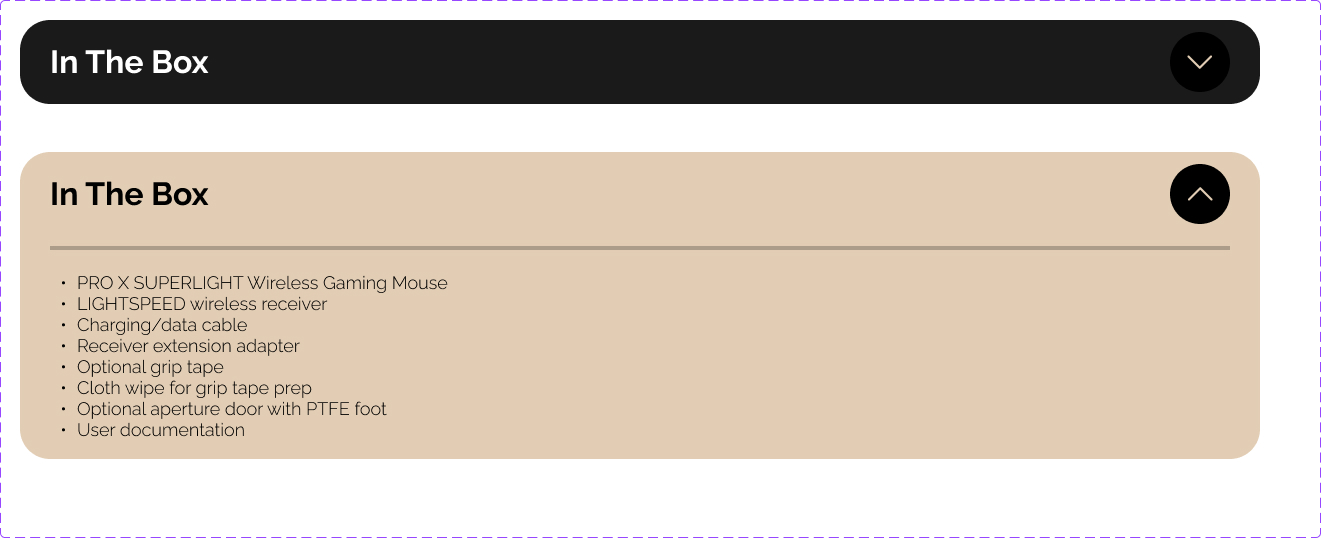 In The Box
In The Box
• PRO X SUPERLIGHT Wireless Gaming Mouse
• LIGHTSPEED wireless receiver
• Charging/data cable
• Receiver extension adapter
• Optional grip tape
• Cloth wipe for grip tape prep
• Optional aperture door with PTFE foot
• User documentation